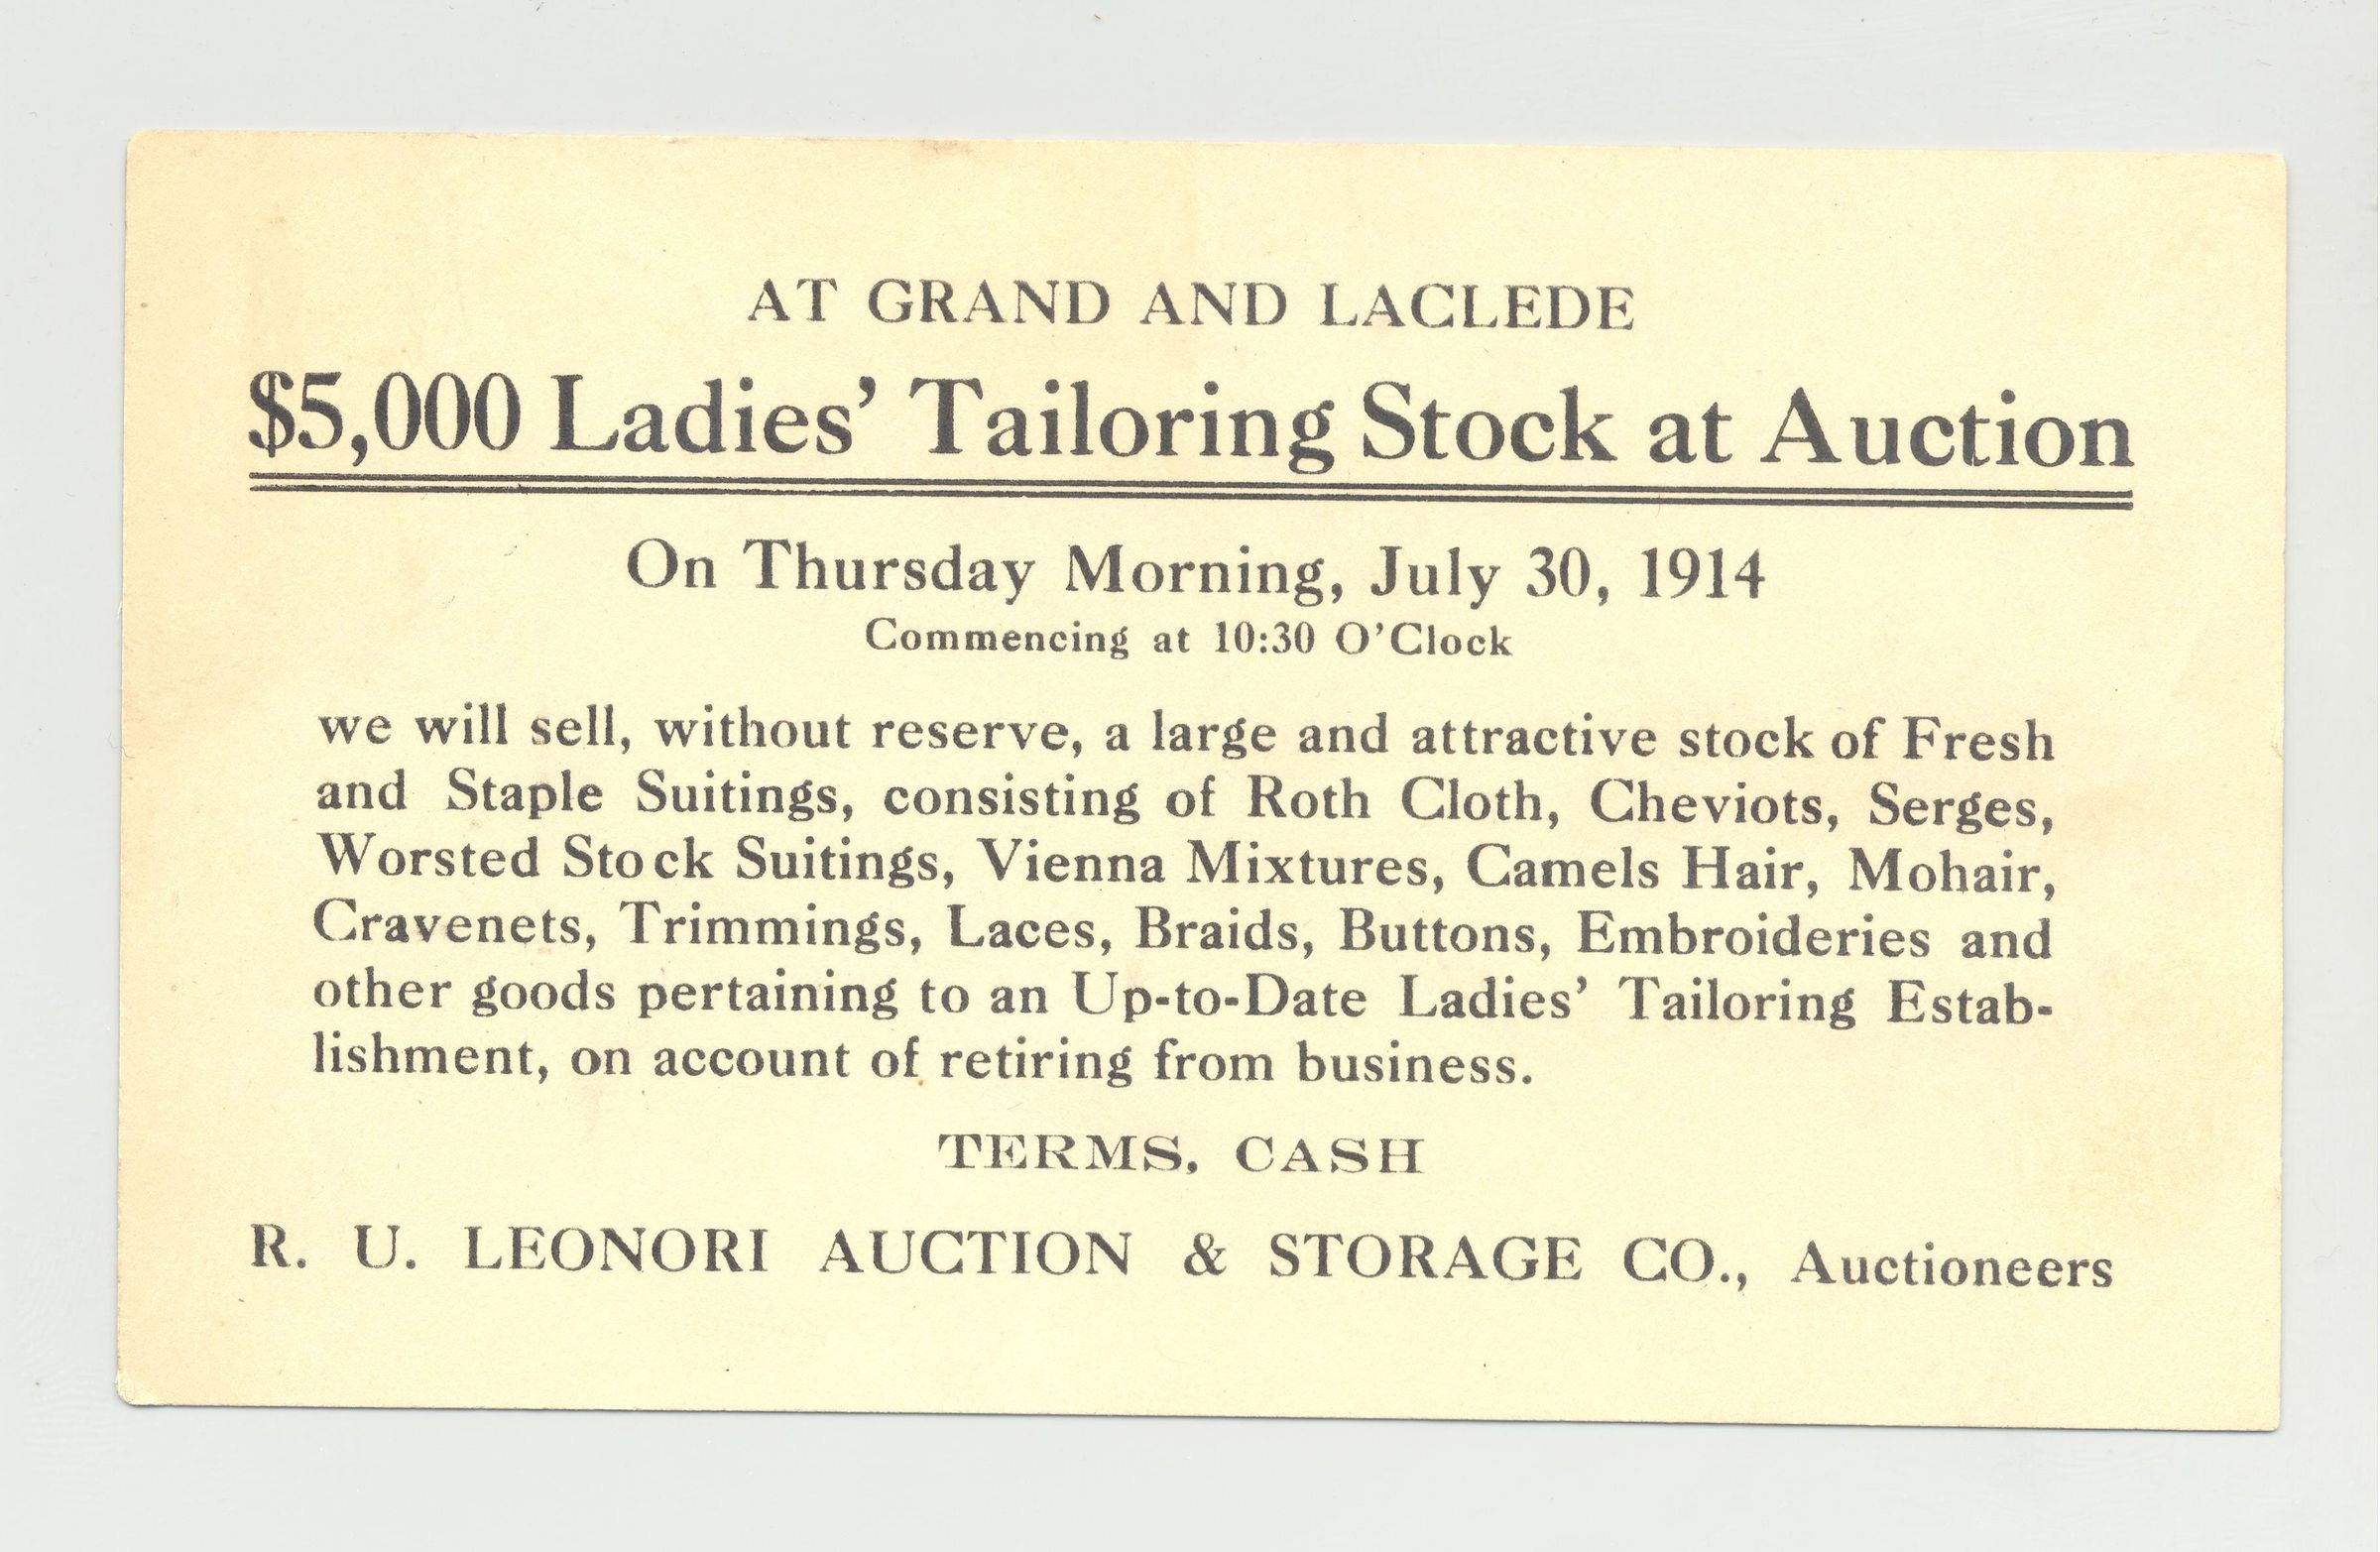 AT GRAND AND LACLEDE
$5,000 Ladies' Tailoring Stock at Auction
On Thursday Morning, July 30, 1914
Commencing at 10:30 O'Clock
we will sell, without reserve, a large and attractive stock of Fresh
and Staple Suitings, consisting of Roth Cloth, Cheviots, Serges,
Worsted Stock Suitings, Vienna Mixtures, Camels Hair, Mohair,
Cravenets, Trimmings, Laces, Braids, Buttons, Embroideries and
other goods pertaining to an Up-to-Date Ladies' Tailoring Estab-
lishment, on account of retiring from business.
TERMS, CASH
R. U. LEONORI AUCTION & STORAGE CO., Auctioneers